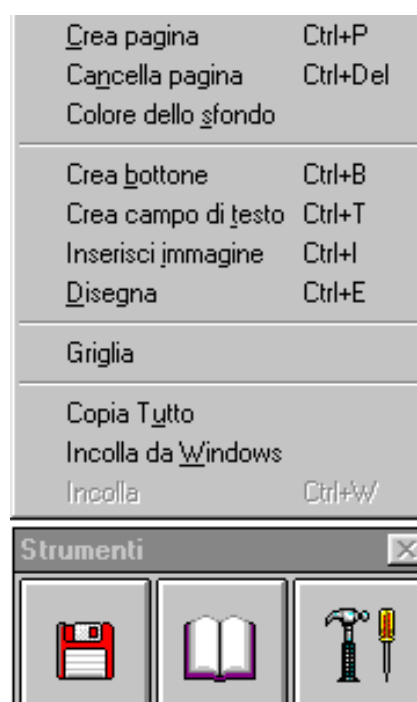 Crea pagina Ctrl+P
Cancella pagina Ctrl+Del
Colore dello sfondo
Crea bottone Ctrl+B
Crea campo di testo Ctrl+T
Inserisci immagine Ctrl+I
Disegna Ctrl+E
Griglia
Copia Tutto
Incolla da Windows
Incolla Ctrl+W
Strumenti